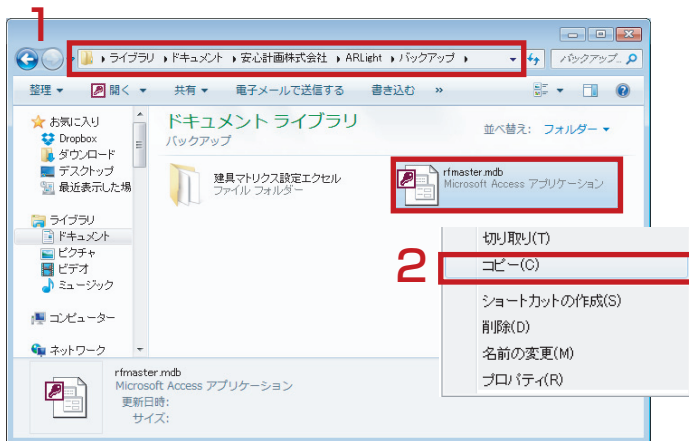 1
ライブラリ ▸ ドキュメント ▸ 安心計画株式会社 ▸ ARLight ▸ バックアップ ▸
バックアップ...
整理 ▼ 開く ▼ 共有 ▼ 電子メールで送信する 書き込む »
お気に入り
Dropbox
ダウンロード
デスクトップ
最近表示した場
ライブラリ
ドキュメント
ピクチャ
ビデオ
ミュージック
コンピューター
ネットワーク
ドキュメント ライブラリ
バックアップ
並べ替え: フォルダー ▼
建具マトリクス設定エクセル
ファイル フォルダー
rfmaster.mdb
Microsoft Access アプリケーション
2
切り取り(T)
コピー(C)
ショートカットの作成(S)
削除(D)
名前の変更(M)
プロパティ(R)
rfmaster.mdb
Microsoft Access アプリケーション
更新日時:
サイズ: